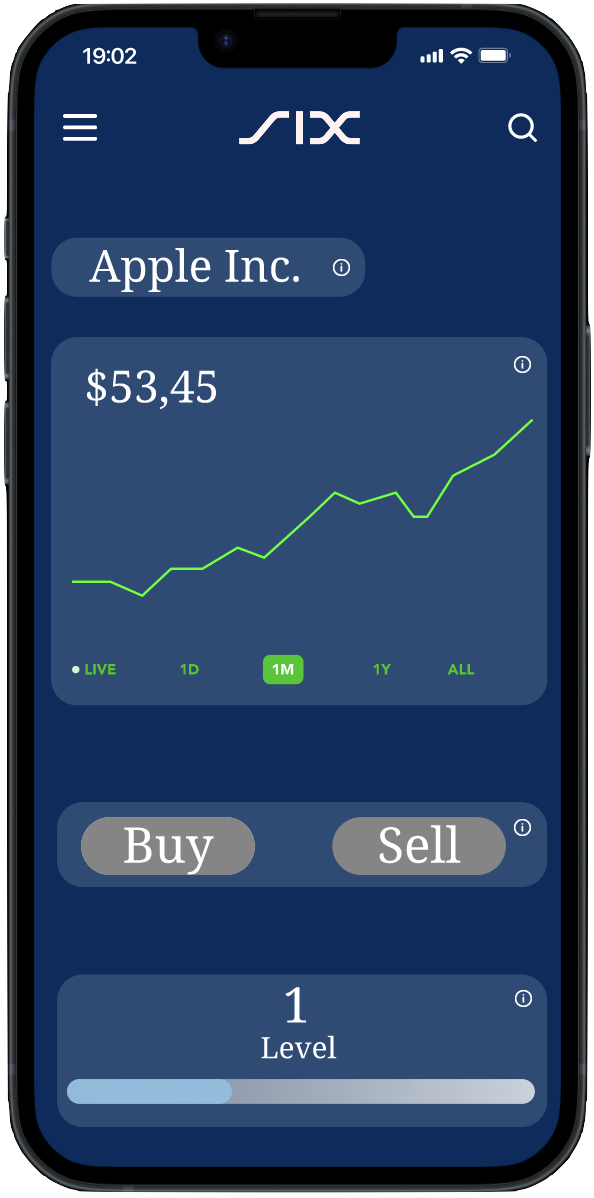 19:02
SIX
Apple Inc.
$53,45
LIVE 1D 1M 1Y ALL
Buy Sell
1
Level